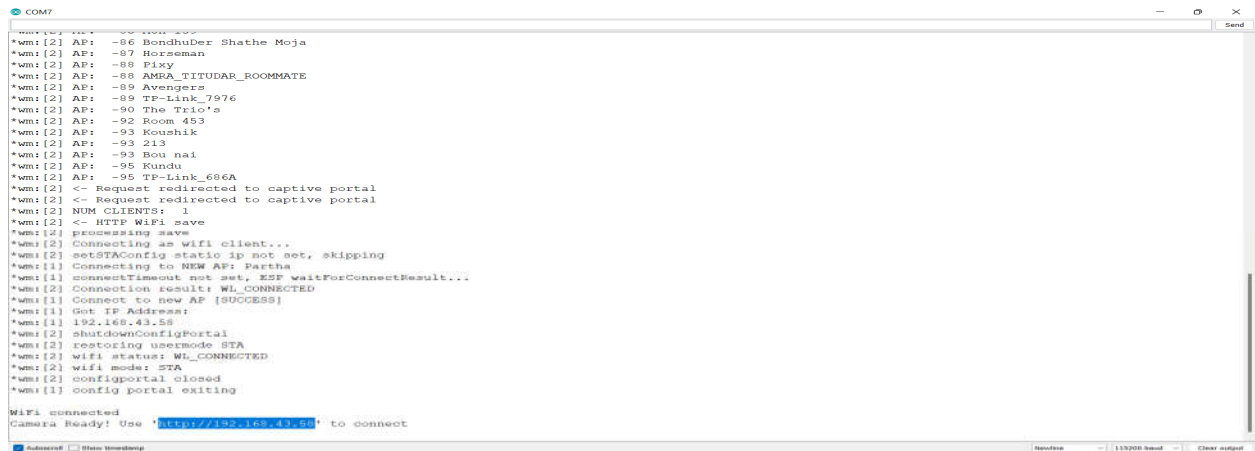 COM7
Send
*wm:[2] AP:  -86 BondhuDer Shathe Moja
*wm:[2] AP:  -87 Horseman
*wm:[2] AP:  -88 Pixy
*wm:[2] AP:  -88 AMRA_TITUDAR_ROOMMATE
*wm:[2] AP:  -89 Avengers
*wm:[2] AP:  -89 TP-Link_7976
*wm:[2] AP:  -90 The Trio's
*wm:[2] AP:  -92 Room 453
*wm:[2] AP:  -93 Koushik
*wm:[2] AP:  -93 213
*wm:[2] AP:  -93 Bou nai
*wm:[2] AP:  -95 Kundu
*wm:[2] AP:  -95 TP-Link_686A
*wm:[2] <- Request redirected to captive portal
*wm:[2] <- Request redirected to captive portal
*wm:[2] NUM CLIENTS:  1
*wm:[2] <- HTTP WiFi save
*wm:[2] processing save
*wm:[2] Connecting as wifi client...
*wm:[2] setSTAConfig static ip not set, skipping
*wm:[1] Connecting to NEW AP: Partha
*wm:[1] connectTimeout not set, ESP waitForConnectResult...
*wm:[2] Connection result: WL_CONNECTED
*wm:[1] Connect to new AP [SUCCESS]
*wm:[1] Got IP Address:
*wm:[1] 192.168.43.58
*wm:[2] shutdownConfigPortal
*wm:[2] restoring usermode STA
*wm:[2] wifi status: WL_CONNECTED
*wm:[2] wifi mode: STA
*wm:[2] configportal closed
*wm:[1] config portal exiting
WiFi connected
Camera Ready! Use 'http://192.168.43.58' to connect
Autoscroll Show timestamp
Newline 115200 baud Clear output